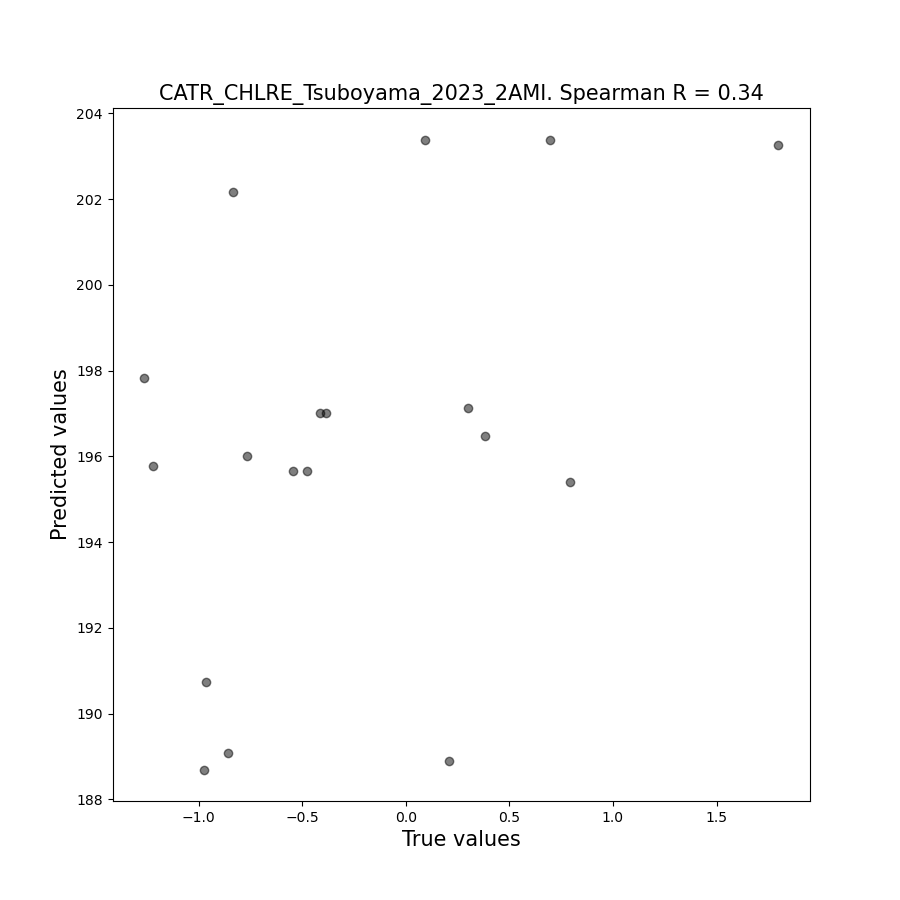 CATR_CHLRE_Tsuboyama_2023_2AMI. Spearman R = 0.34
204
202
200
198
196
194
192
190
188
Predicted values
−1.0 −0.5 0.0 0.5 1.0 1.5
True values